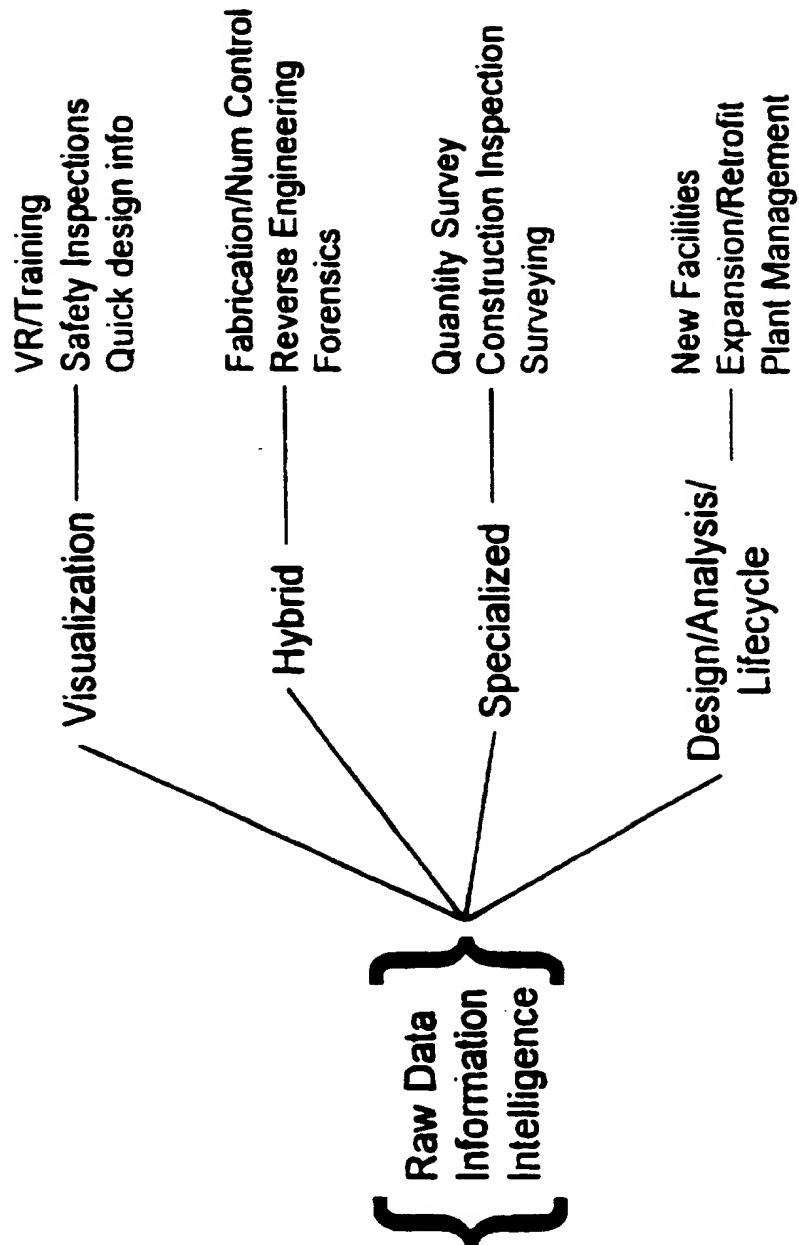 Raw Data
Information
Intelligence
Visualization
VR/Training
Safety Inspections
Quick design info
Hybrid
Fabrication/Num Control
Reverse Engineering
Forensics
Specialized
Quantity Survey
Construction Inspection
Surveying
Design/Analysis/
Lifecycle
New Facilities
Expansion/Retrofit
Plant Management